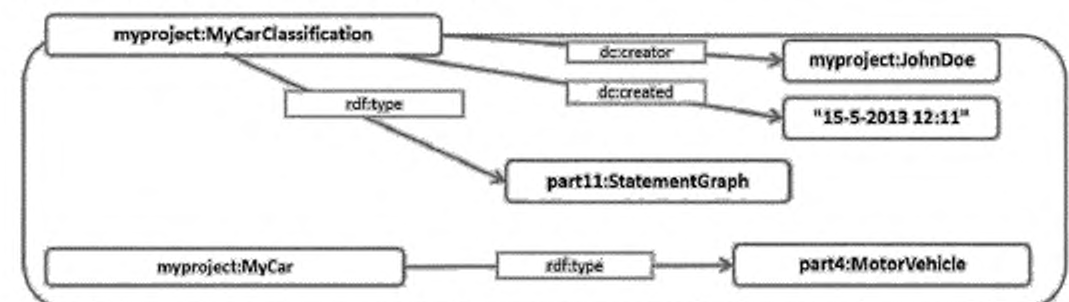 myproject:MyCarClassification
dc:creator
myproject:JohnDoe
dc:created
"15-5-2013 12:11"
rdf:type
part11:StatementGraph
myproject:MyCar
rdf:type
part4:MotorVehicle